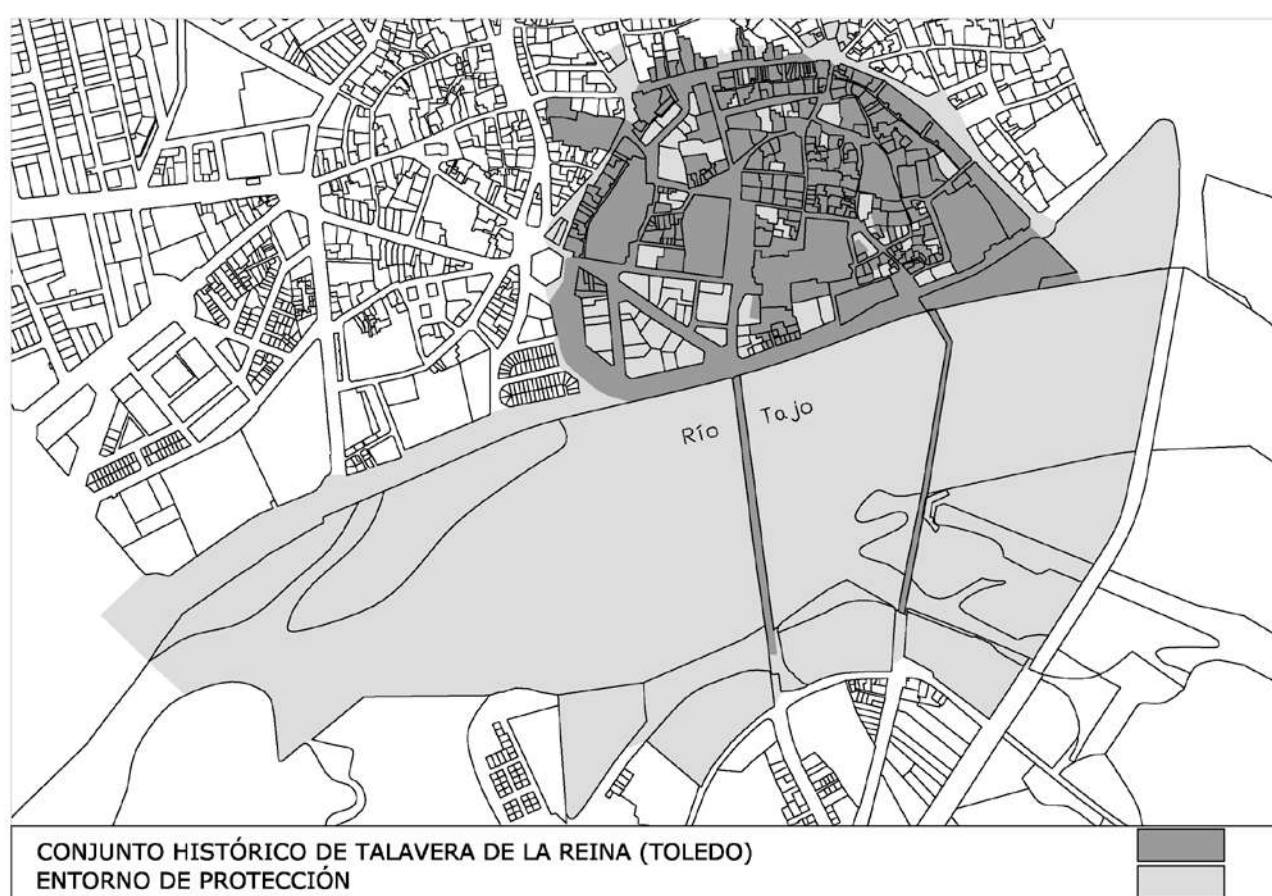 Río Tajo
CONJUNTO HISTÓRICO DE TALAVERA DE LA REINA (TOLEDO)
ENTORNO DE PROTECCIÓN